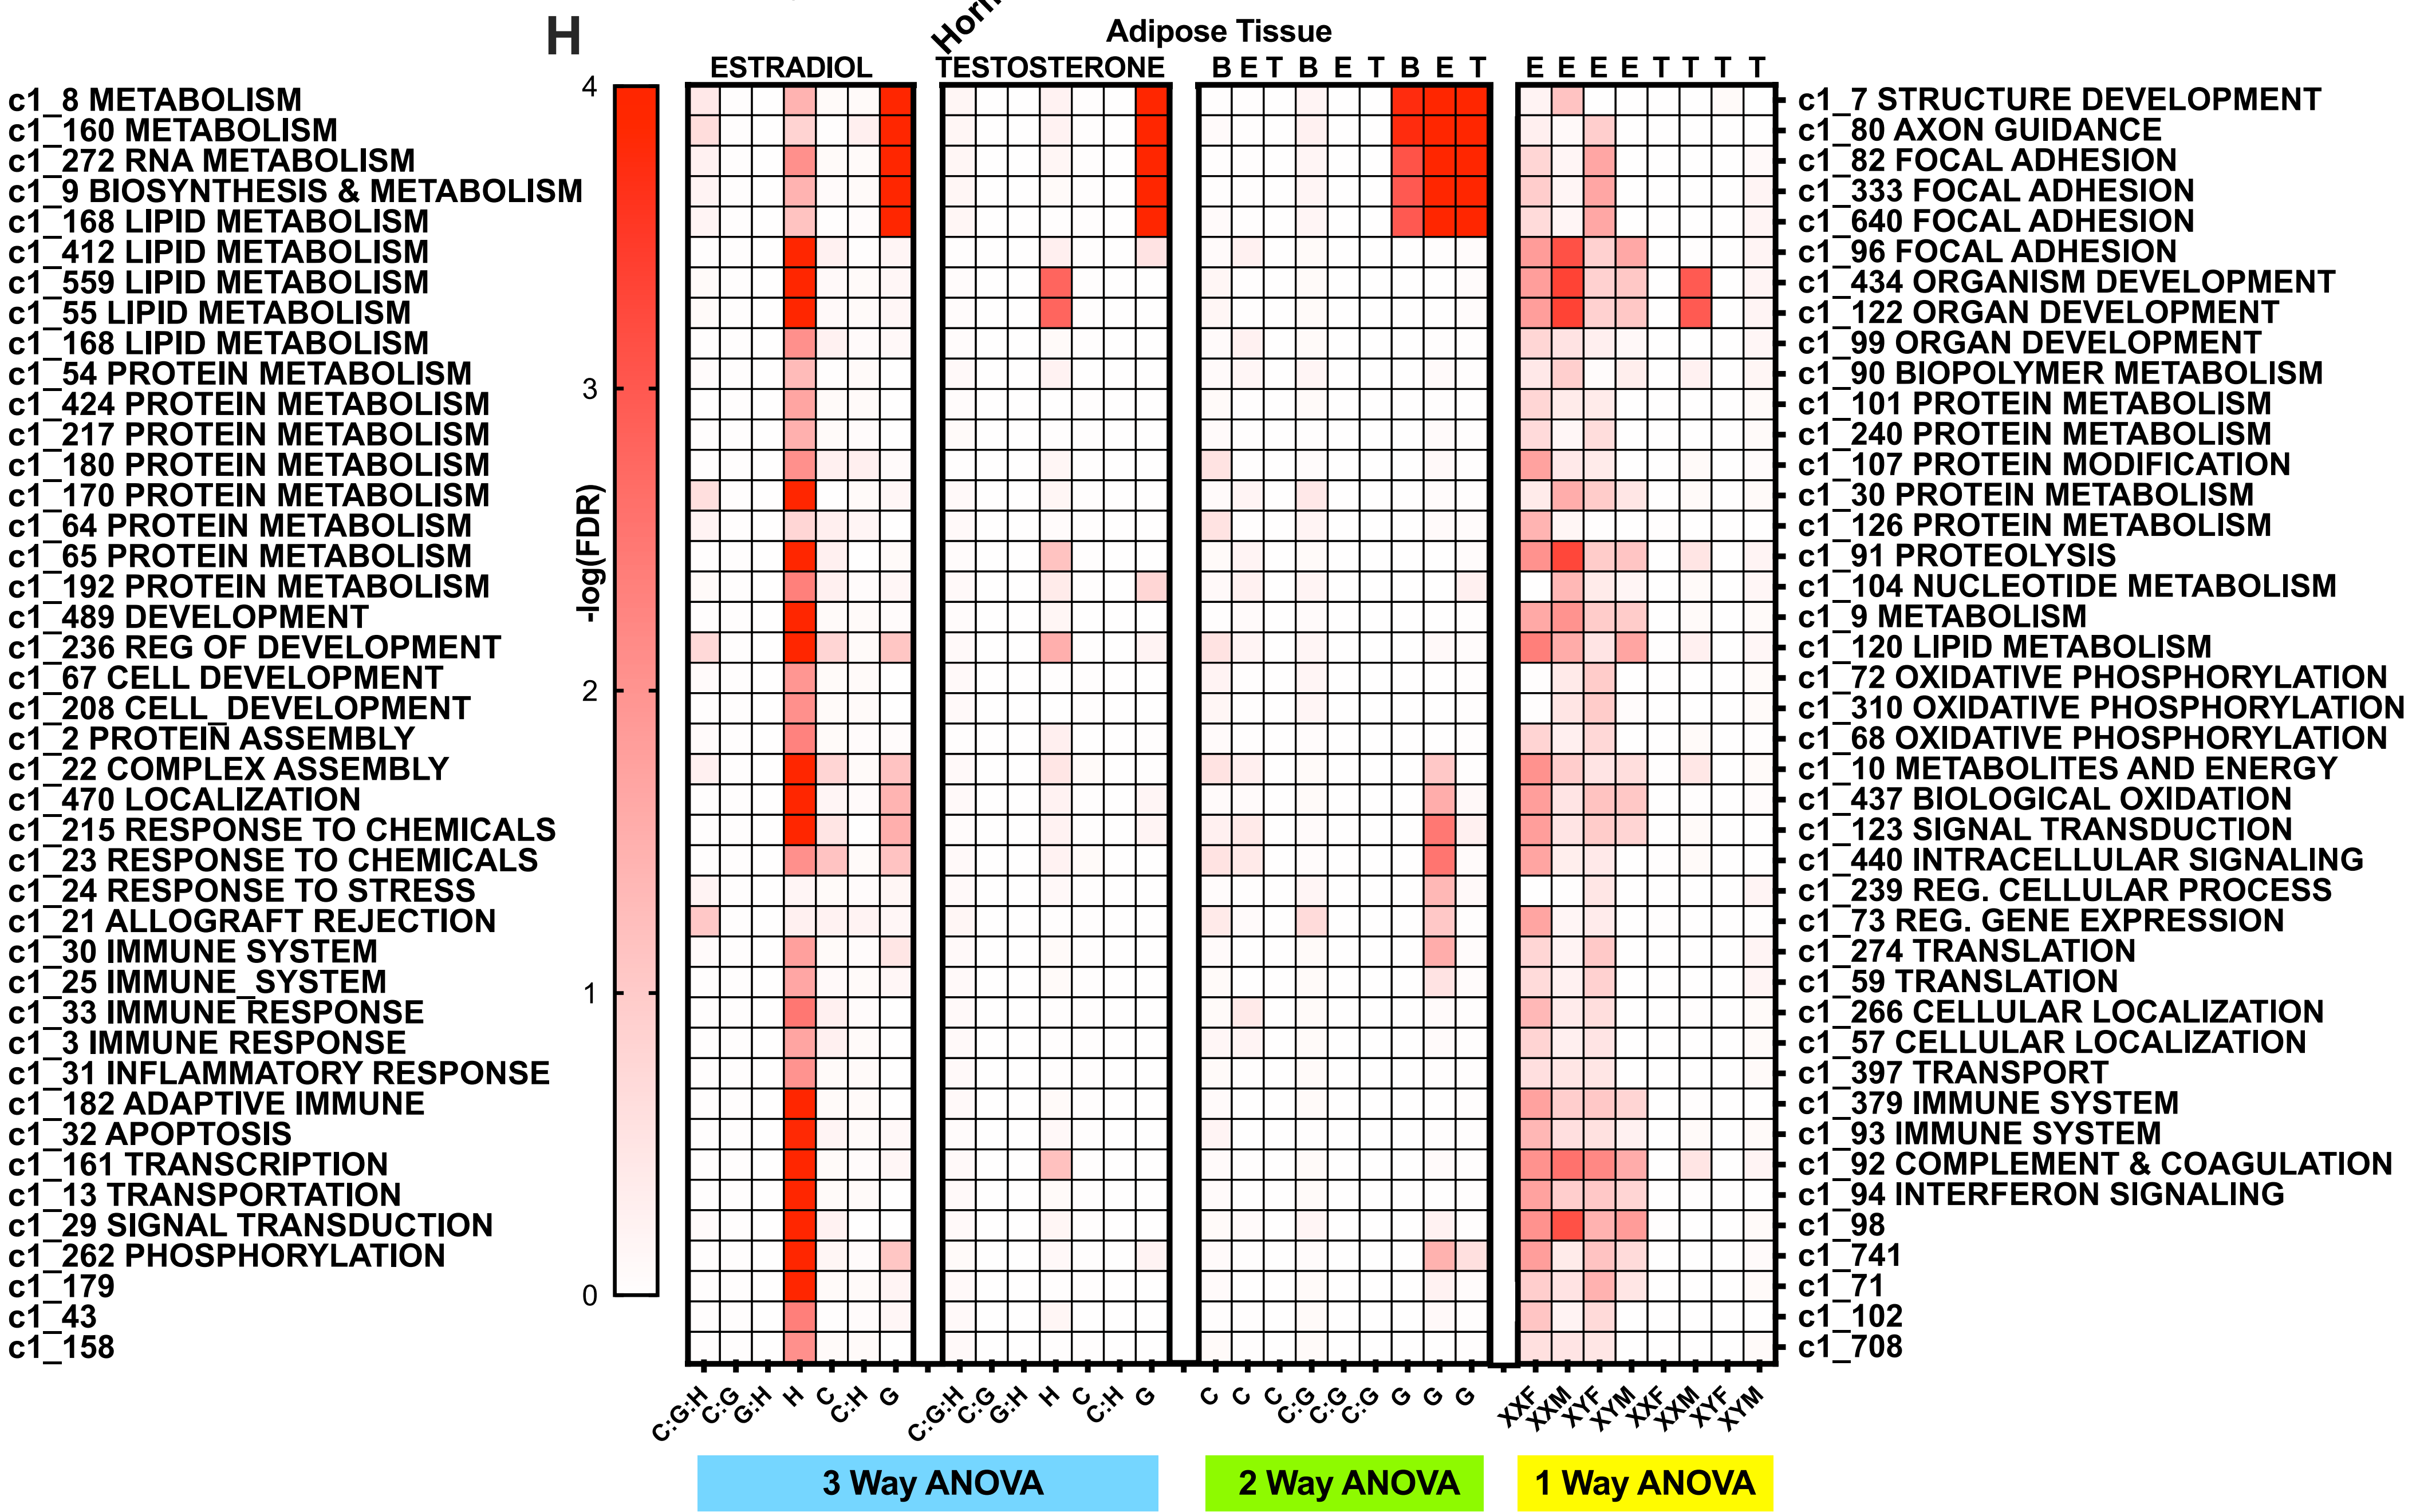 H
Horm
Adipose Tissue
ESTRADIOL
TESTOSTERONE
B E T B E T B E T
E E E E T T T T
c1_8 METABOLISM
c1_160 METABOLISM
c1_272 RNA METABOLISM
c1_9 BIOSYNTHESIS & METABOLISM
c1_168 LIPID METABOLISM
c1_412 LIPID METABOLISM
c1_559 LIPID METABOLISM
c1_55 LIPID METABOLISM
c1_168 LIPID METABOLISM
c1_54 PROTEIN METABOLISM
c1_424 PROTEIN METABOLISM
c1_217 PROTEIN METABOLISM
c1_180 PROTEIN METABOLISM
c1_170 PROTEIN METABOLISM
c1_64 PROTEIN METABOLISM
c1_65 PROTEIN METABOLISM
c1_192 PROTEIN METABOLISM
c1_489 DEVELOPMENT
c1_236 REG OF DEVELOPMENT
c1_67 CELL DEVELOPMENT
c1_208 CELL_DEVELOPMENT
c1_2 PROTEIN ASSEMBLY
c1_22 COMPLEX ASSEMBLY
c1_470 LOCALIZATION
c1_215 RESPONSE TO CHEMICALS
c1_23 RESPONSE TO CHEMICALS
c1_24 RESPONSE TO STRESS
c1_21 ALLOGRAFT REJECTION
c1_30 IMMUNE SYSTEM
c1_25 IMMUNE_SYSTEM
c1_33 IMMUNE RESPONSE
c1_3 IMMUNE RESPONSE
c1_31 INFLAMMATORY RESPONSE
c1_182 ADAPTIVE IMMUNE
c1_32 APOPTOSIS
c1_161 TRANSCRIPTION
c1_13 TRANSPORTATION
c1_29 SIGNAL TRANSDUCTION
c1_262 PHOSPHORYLATION
c1_179
c1_43
c1_158
4
3
2
1
0
-log(FDR)
c1_7 STRUCTURE DEVELOPMENT
c1_80 AXON GUIDANCE
c1_82 FOCAL ADHESION
c1_333 FOCAL ADHESION
c1_640 FOCAL ADHESION
c1_96 FOCAL ADHESION
c1_434 ORGANISM DEVELOPMENT
c1_122 ORGAN DEVELOPMENT
c1_99 ORGAN DEVELOPMENT
c1_90 BIOPOLYMER METABOLISM
c1_101 PROTEIN METABOLISM
c1_240 PROTEIN METABOLISM
c1_107 PROTEIN MODIFICATION
c1_30 PROTEIN METABOLISM
c1_126 PROTEIN METABOLISM
c1_91 PROTEOLYSIS
c1_104 NUCLEOTIDE METABOLISM
c1_9 METABOLISM
c1_120 LIPID METABOLISM
c1_72 OXIDATIVE PHOSPHORYLATION
c1_310 OXIDATIVE PHOSPHORYLATION
c1_68 OXIDATIVE PHOSPHORYLATION
c1_10 METABOLITES AND ENERGY
c1_437 BIOLOGICAL OXIDATION
c1_123 SIGNAL TRANSDUCTION
c1_440 INTRACELLULAR SIGNALING
c1_239 REG. CELLULAR PROCESS
c1_73 REG. GENE EXPRESSION
c1_274 TRANSLATION
c1_59 TRANSLATION
c1_266 CELLULAR LOCALIZATION
c1_57 CELLULAR LOCALIZATION
c1_397 TRANSPORT
c1_379 IMMUNE SYSTEM
c1_93 IMMUNE SYSTEM
c1_92 COMPLEMENT & COAGULATION
c1_94 INTERFERON SIGNALING
c1_98
c1_741
c1_71
c1_102
c1_708
C:G:H
C:G
G:H
H
C
C:H
G
C:G:H
C:G
G:H
H
C
C:H
G
C
C
C
C:G
C:G
C:G
G
G
G
XXF
XXM
XYF
XYM
XXF
XXM
XYF
XYM
3 Way ANOVA
2 Way ANOVA
1 Way ANOVA